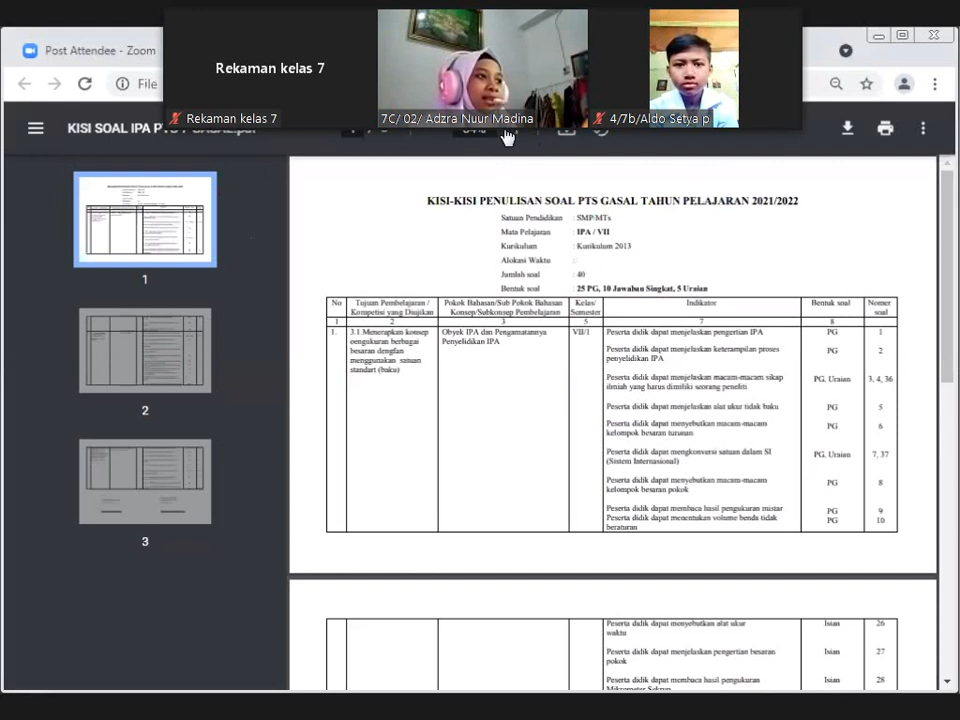 Rekaman kelas 7
Rekaman kelas 7
7C/ 02/ Adzra Nuur Madina
4/7b/Aldo Setya p
Post Attendee - Zoom
File
KISI SOAL IPA PTS
1
2
3
KISI-KISI PENULISAN SOAL PTS GASAL TAHUN PELAJARAN 2021/2022
Satuan Pendidikan : SMP/MTs
Mata Pelajaran : IPA / VII
Kurikulum : Kurikulum 2013
Alokasi Waktu :
Jumlah soal : 40
Bentuk soal : 25 PG, 10 Jawaban Singkat, 5 Uraian
No Tujuan Pembelajaran / Kompetisi yang Diujikan Pokok Bahasan/Sub Pokok Bahasan Konsep/Subkonsep Pembelajaran Kelas/ Semester Indikator Bentuk soal Nomer soal
1 2 3 5 7 8
1. 3.1.Menerapkan konsep Obyek IPA dan Pengamatannya VII/1 Peserta didik dapat menjelaskan pengertian IPA PG 1
pengukuran berbagai Penyelidikan IPA
besaran dengan
menggunakan satuan
standart (baku)
Peserta didik dapat menjelaskan keterampilan proses PG 2
penyelidikan IPA
Peserta didik dapat menjelaskan macam-macam sikap PG, Uraian 3, 4, 36
ilmiah yang harus dimiliki seorang peneliti
Peserta didik dapat menjelaskan alat ukur tidak baku PG 5
Peserta didik dapat menyebutkan macam-macam PG 6
kelompok besaran turunan
Peserta didik dapat mengkonversi satuan dalam SI PG, Uraian 7, 37
(Sistem Internasional)
Peserta didik dapat menyebutkan macam-macam PG 8
kelompok besaran pokok
Peserta didik dapat membaca hasil pengukuran mistar PG 9
Peserta didik dapat menentukan volume benda tidak PG 10
beraturan
Peserta didik dapat menyebutkan alat ukur Isian 26
waktu
Peserta didik dapat menjelaskan pengertian besaran Isian 27
pokok
Peserta didik dapat membaca hasil pengukuran Isian 28
Mikrometer Sekrup